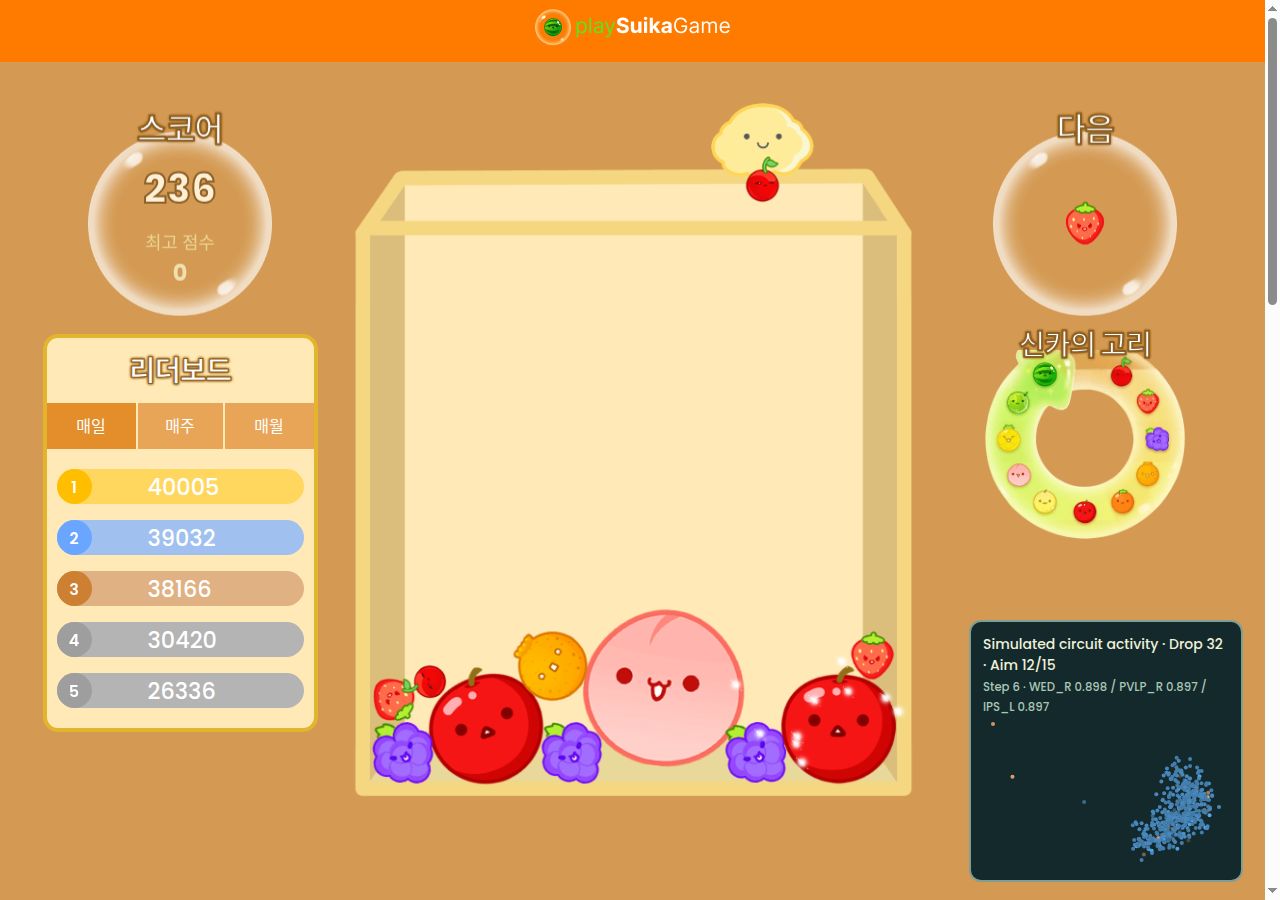 playSuikaGame
스코어
236
최고 점수
0
리더보드
매일 매주 매월
1 40005
2 39032
3 38166
4 30420
5 26336
다음
신카의 고리
Simulated circuit activity · Drop 32
· Aim 12/15
Step 6 · WED_R 0.898 / PVLP_R 0.897 /
IPS_L 0.897